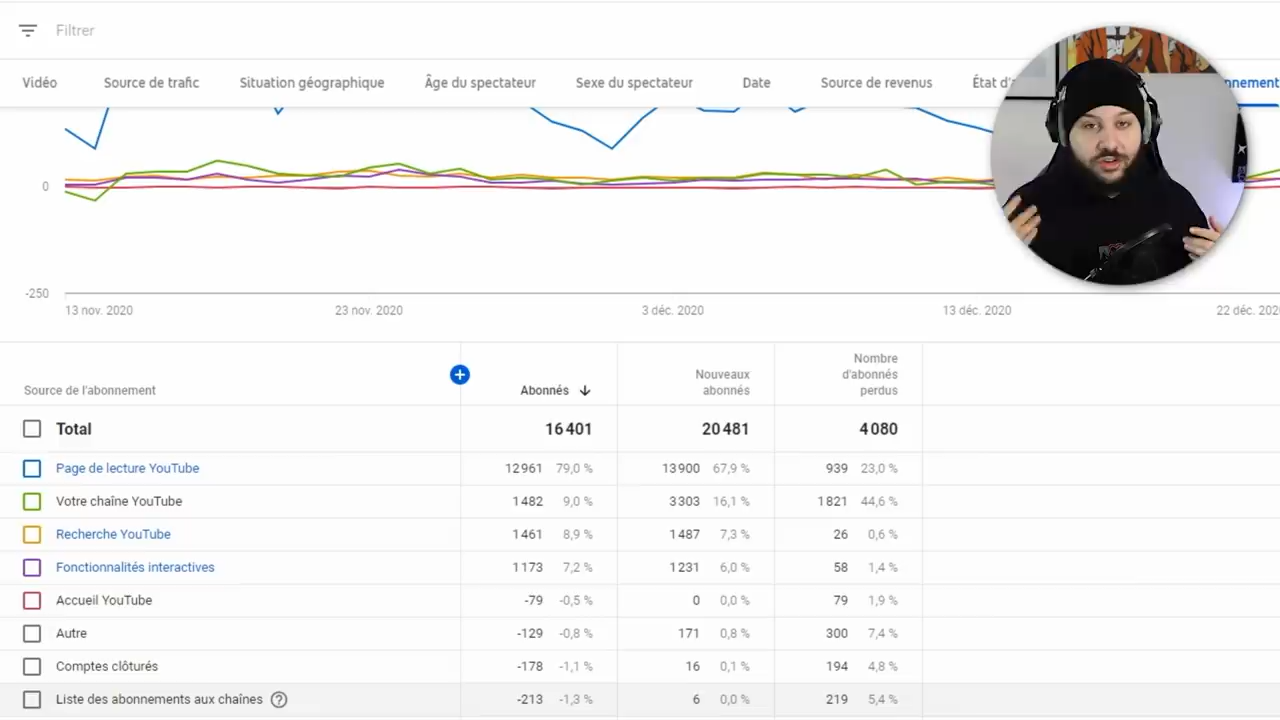 Filtrer
Vidéo Source de trafic Situation géographique Âge du spectateur Sexe du spectateur Date Source de revenus État d' nnement
0
-250
13 nov. 2020 23 nov. 2020 3 déc. 2020 13 déc. 2020 22 déc. 202
Source de l'abonnement Abonnés Nouveaux abonnés Nombre d'abonnés perdus
Total 16 401 20 481 4 080
Page de lecture YouTube 12 961 79,0 % 13 900 67,9 % 939 23,0 %
Votre chaîne YouTube 1 482 9,0 % 3 303 16,1 % 1 821 44,6 %
Recherche YouTube 1 461 8,9 % 1 487 7,3 % 26 0,6 %
Fonctionnalités interactives 1 173 7,2 % 1 231 6,0 % 58 1,4 %
Accueil YouTube -79 -0,5 % 0 0,0 % 79 1,9 %
Autre -129 -0,8 % 171 0,8 % 300 7,4 %
Comptes clôturés -178 -1,1 % 16 0,1 % 194 4,8 %
Liste des abonnements aux chaînes ? -213 -1,3 % 6 0,0 % 219 5,4 %